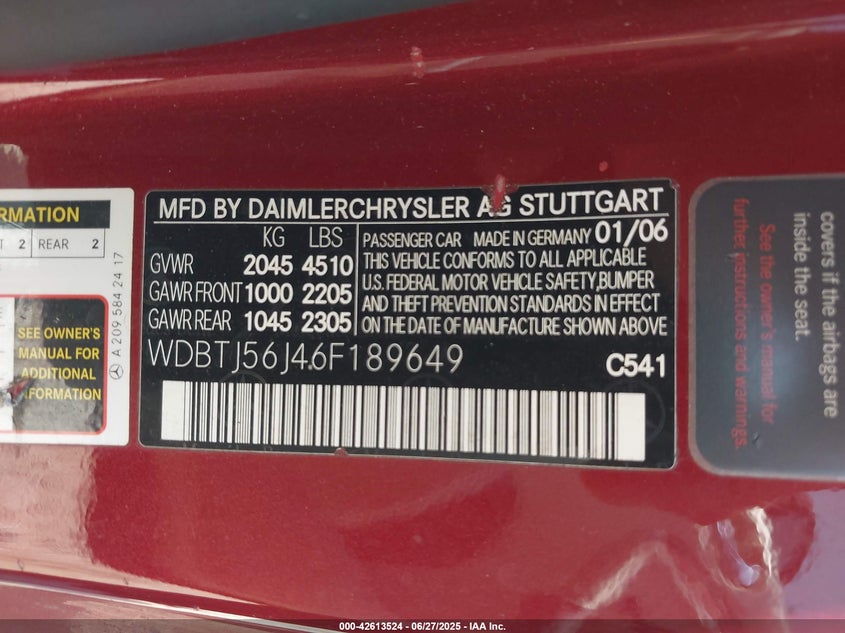 RMATION
T 2 REAR 2
SEE OWNER'S
MANUAL FOR
ADDITIONAL
INFORMATION
A 209 584 24 17
MFD BY DAIMLERCHRYSLER AG STUTTGART
KG LBS
GVWR 2045 4510
GAWR FRONT 1000 2205
GAWR REAR 1045 2305
PASSENGER CAR MADE IN GERMANY 01/06
THIS VEHICLE CONFORMS TO ALL APPLICABLE
U.S. FEDERAL MOTOR VEHICLE SAFETY,BUMPER
AND THEFT PREVENTION STANDARDS IN EFFECT
ON THE DATE OF MANUFACTURE SHOWN ABOVE
WDBTJ56J46F189649
C541
covers if the airbags are
inside the seat.
See the owner's manual for
further instructions and warnings.
000-42613524 - 06/27/2025 - IAA Inc.